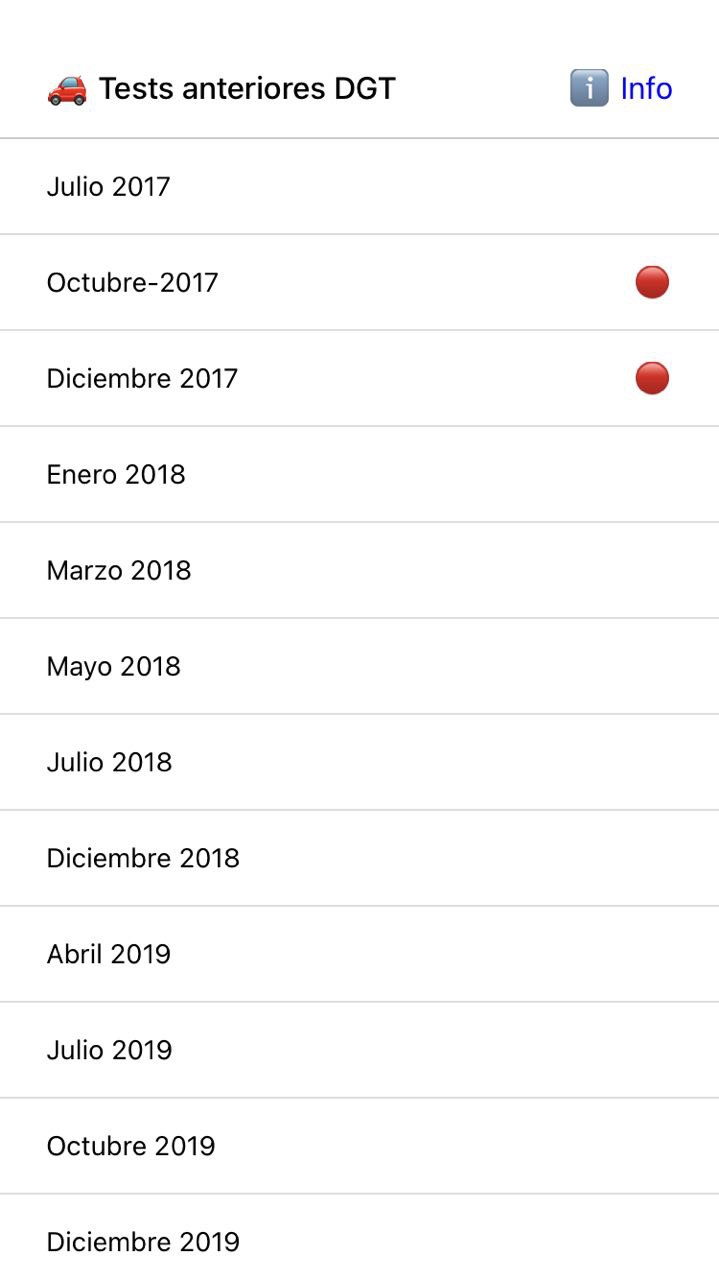 Tests anteriores DGT
Info
Julio 2017
Octubre-2017
Diciembre 2017
Enero 2018
Marzo 2018
Mayo 2018
Julio 2018
Diciembre 2018
Abril 2019
Julio 2019
Octubre 2019
Diciembre 2019